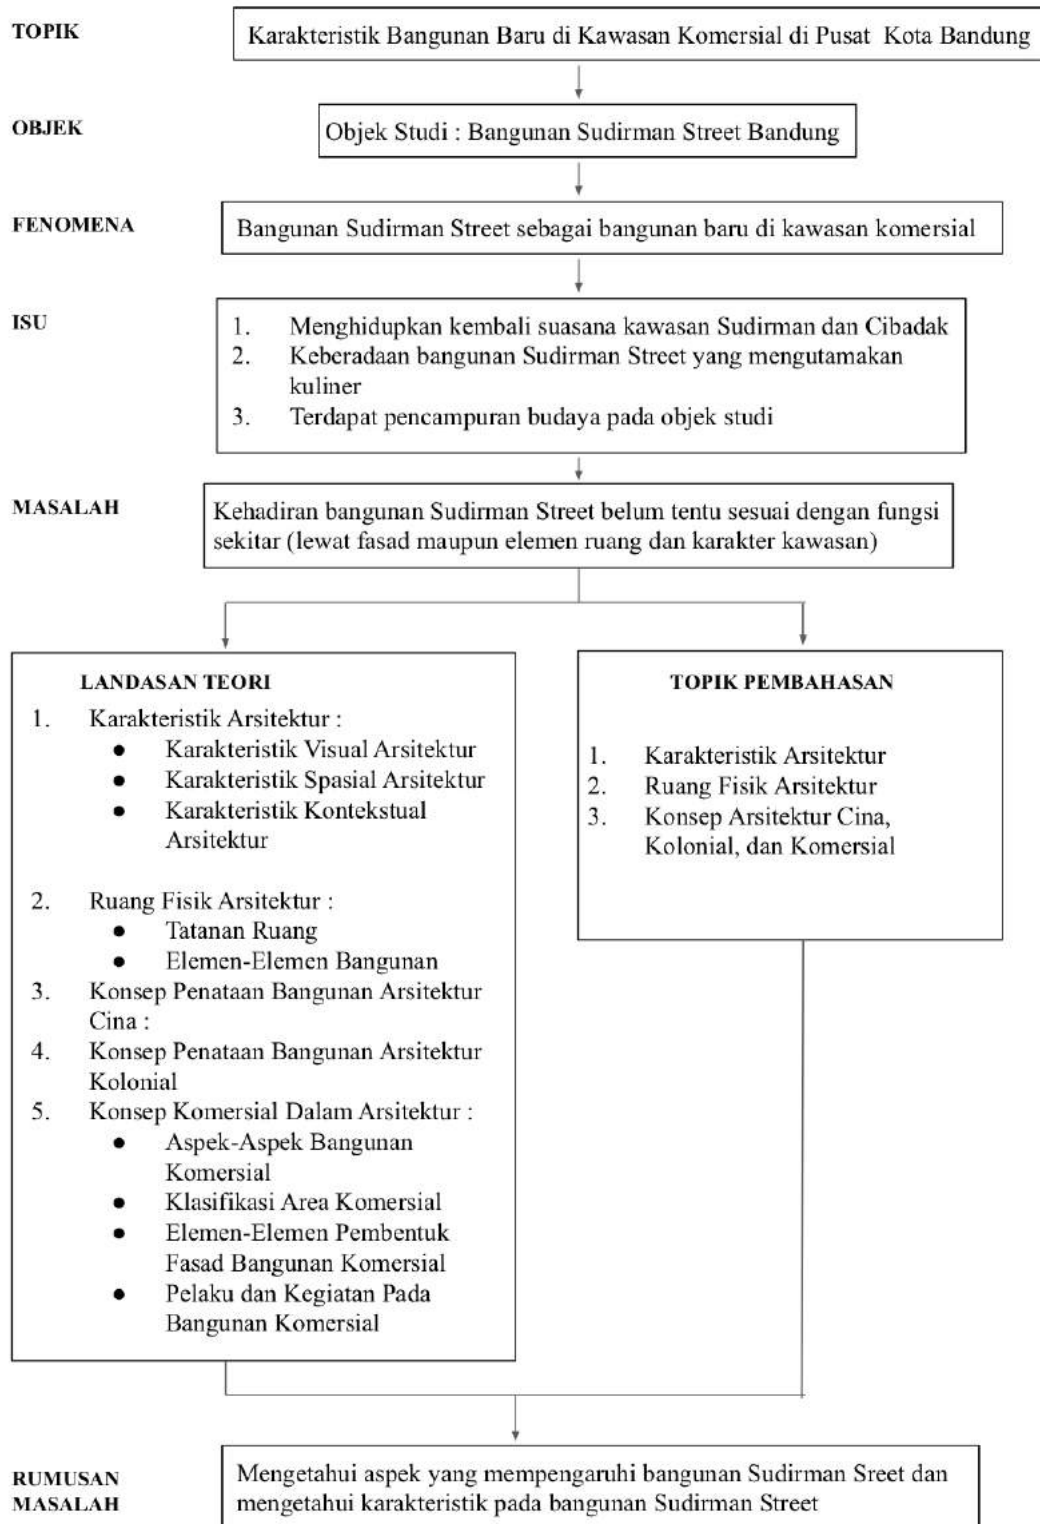 TOPIK
Karakteristik Bangunan Baru di Kawasan Komersial di Pusat Kota Bandung
OBJEK
Objek Studi : Bangunan Sudirman Street Bandung
FENOMENA
Bangunan Sudirman Street sebagai bangunan baru di kawasan komersial
ISU
1. Menghidupkan kembali suasana kawasan Sudirman dan Cibadak
2. Keberadaan bangunan Sudirman Street yang mengutamakan
kuliner
3. Terdapat pencampuran budaya pada objek studi
MASALAH
Kehadiran bangunan Sudirman Street belum tentu sesuai dengan fungsi
sekitar (lewat fasad maupun elemen ruang dan karakter kawasan)
LANDASAN TEORI
1. Karakteristik Arsitektur :
● Karakteristik Visual Arsitektur
● Karakteristik Spasial Arsitektur
● Karakteristik Kontekstual
Arsitektur
2. Ruang Fisik Arsitektur :
● Tatanan Ruang
● Elemen-Elemen Bangunan
3. Konsep Penataan Bangunan Arsitektur
Cina :
4. Konsep Penataan Bangunan Arsitektur
Kolonial
5. Konsep Komersial Dalam Arsitektur :
● Aspek-Aspek Bangunan
Komersial
● Klasifikasi Area Komersial
● Elemen-Elemen Pembentuk
Fasad Bangunan Komersial
● Pelaku dan Kegiatan Pada
Bangunan Komersial
TOPIK PEMBAHASAN
1. Karakteristik Arsitektur
2. Ruang Fisik Arsitektur
3. Konsep Arsitektur Cina,
Kolonial, dan Komersial
RUMUSAN
MASALAH
Mengetahui aspek yang mempengaruhi bangunan Sudirman Sreet dan
mengetahui karakteristik pada bangunan Sudirman Street